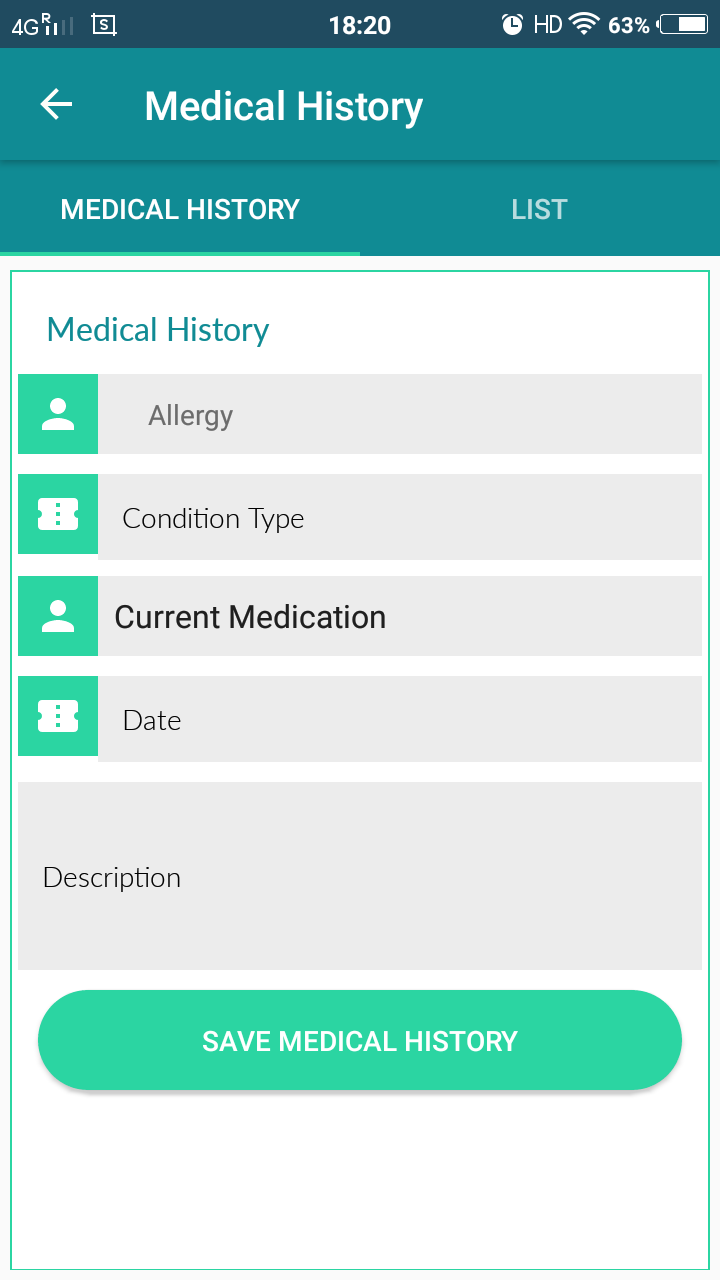 4G R S 18:20 HD 63%
Medical History
MEDICAL HISTORY LIST
Medical History
Allergy
Condition Type
Current Medication
Date
Description
SAVE MEDICAL HISTORY